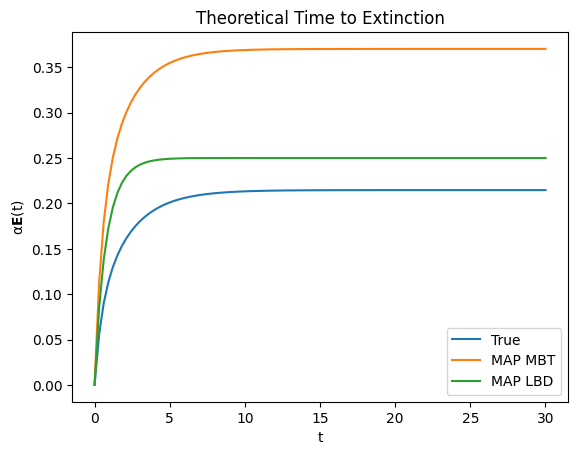 Theoretical Time to Extinction
αE(t)
0.35
0.30
0.25
0.20
0.15
0.10
0.05
0.00
0 5 10 15 20 25 30
t
True
MAP MBT
MAP LBD